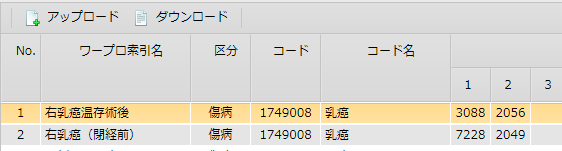 アップロード ダウンロード
No. ワープロ索引名 区分 コード コード名
1 2 3
1 右乳癌温存術後 傷病 1749008 乳癌 3088 2056
2 右乳癌（閉経前） 傷病 1749008 乳癌 7228 2049